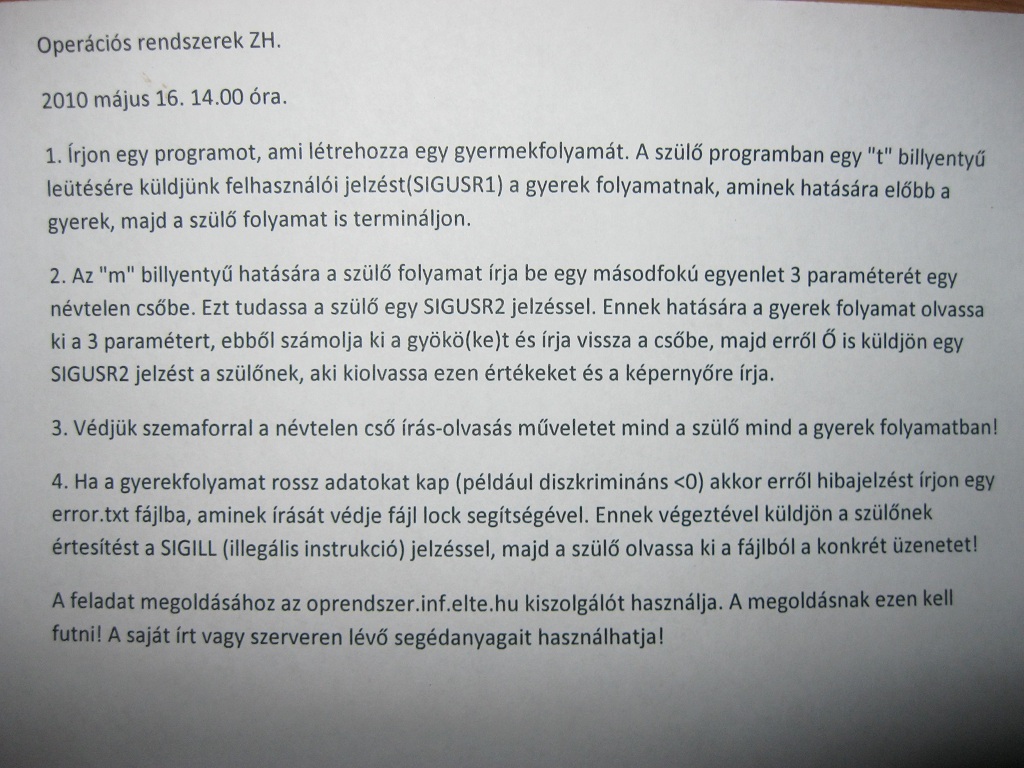 Operációs rendszerek ZH.
2010 május 16. 14.00 óra.
1. Írjon egy programot, ami létrehozza egy gyermekfolyamát. A szülő programban egy "t" billyentyű
leütésére küldjünk felhasználói jelzést(SIGUSR1) a gyerek folyamatnak, aminek hatására előbb a
gyerek, majd a szülő folyamat is termináljon.
2. Az "m" billyentyű hatására a szülő folyamat írja be egy másodfokú egyenlet 3 paraméterét egy
névtelen csőbe. Ezt tudassa a szülő egy SIGUSR2 jelzéssel. Ennek hatására a gyerek folyamat olvassa
ki a 3 paramétert, ebből számolja ki a gyökö(ke)t és írja vissza a csőbe, majd erről Ő is küldjön egy
SIGUSR2 jelzést a szülőnek, aki kiolvassa ezen értékeket és a képernyőre írja.
3. Védjük szemaforral a névtelen cső írás-olvasás műveletet mind a szülő mind a gyerek folyamatban!
4. Ha a gyerekfolyamat rossz adatokat kap (például diszkrimináns <0) akkor erről hibajelzést írjon egy
error.txt fájlba, aminek írását védje fájl lock segítségével. Ennek végeztével küldjön a szülőnek
értesítést a SIGILL (illegális instrukció) jelzéssel, majd a szülő olvassa ki a fájlból a konkrét üzenetet!
A feladat megoldásához az oprendszer.inf.elte.hu kiszolgálót használja. A megoldásnak ezen kell
futni! A saját írt vagy szerveren lévő segédanyagait használhatja!